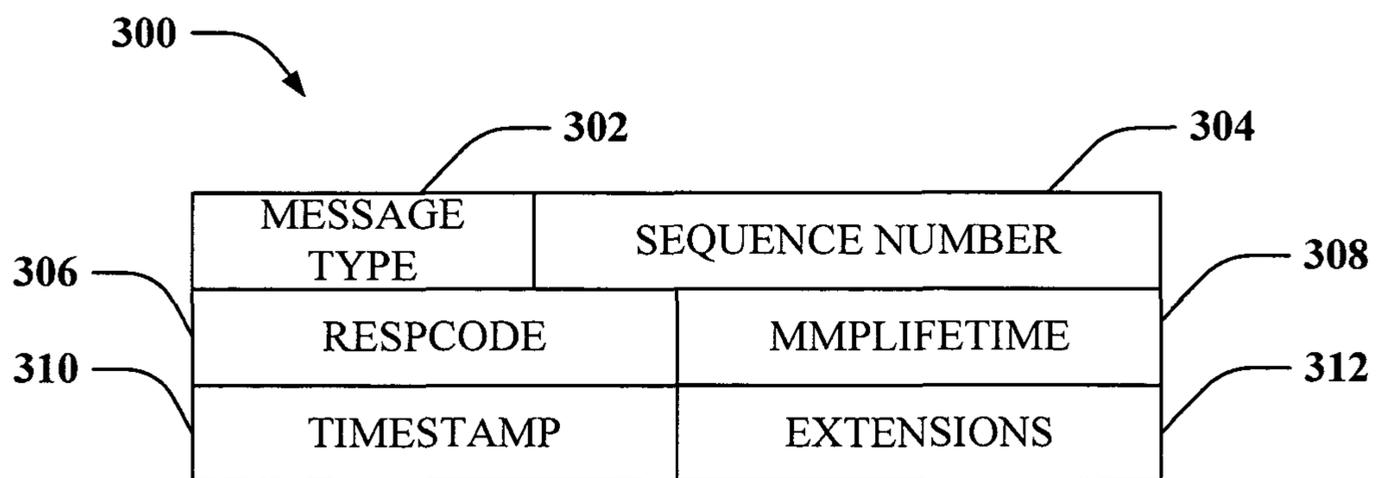 300
302
304
MESSAGE
TYPE
SEQUENCE NUMBER
306
308
RESPCODE
MMPLIFETIME
310
312
TIMESTAMP
EXTENSIONS